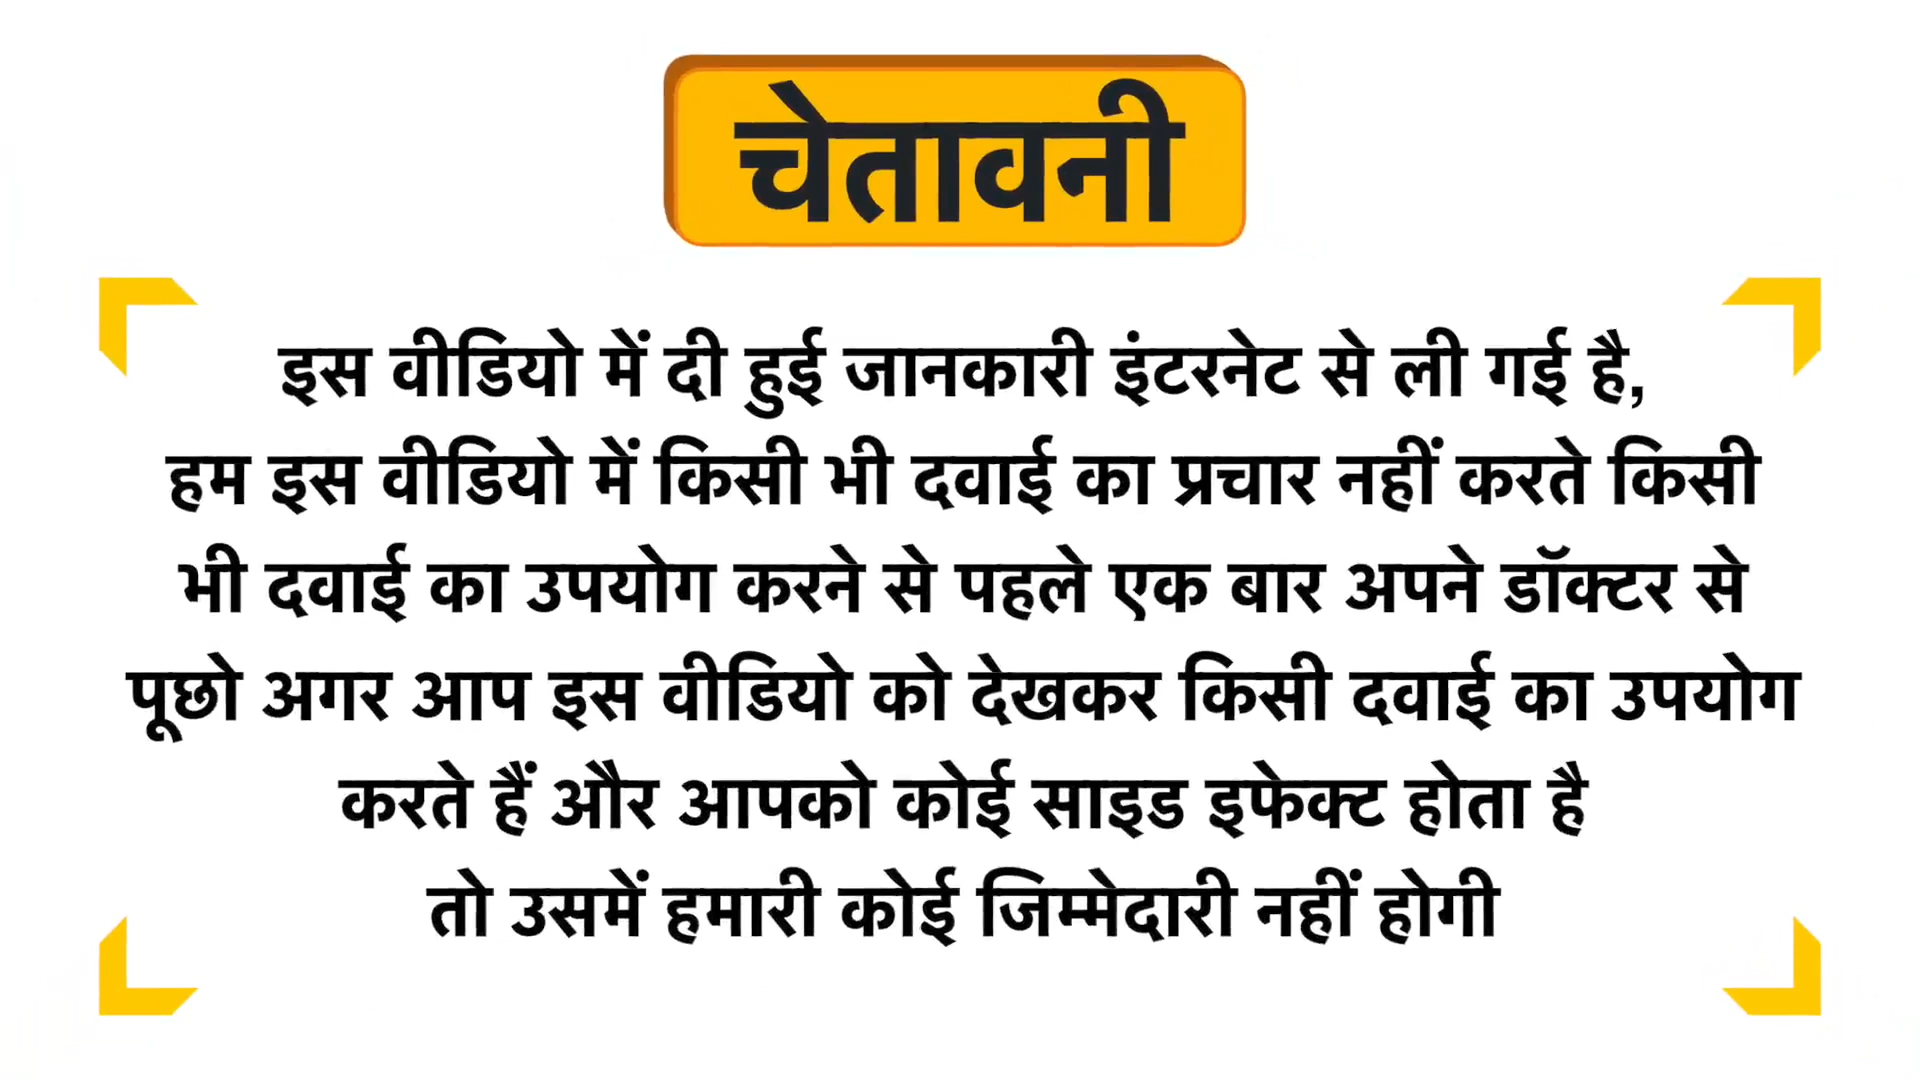 चेतावनी
इस वीडियो में दी हुई जानकारी इंटरनेट से ली गई है,
हम इस वीडियो में किसी भी दवाई का प्रचार नहीं करते किसी
भी दवाई का उपयोग करने से पहले एक बार अपने डॉक्टर से
पूछो अगर आप इस वीडियो को देखकर किसी दवाई का उपयोग
करते हैं और आपको कोई साइड इफेक्ट होता है
तो उसमें हमारी कोई जिम्मेदारी नहीं होगी